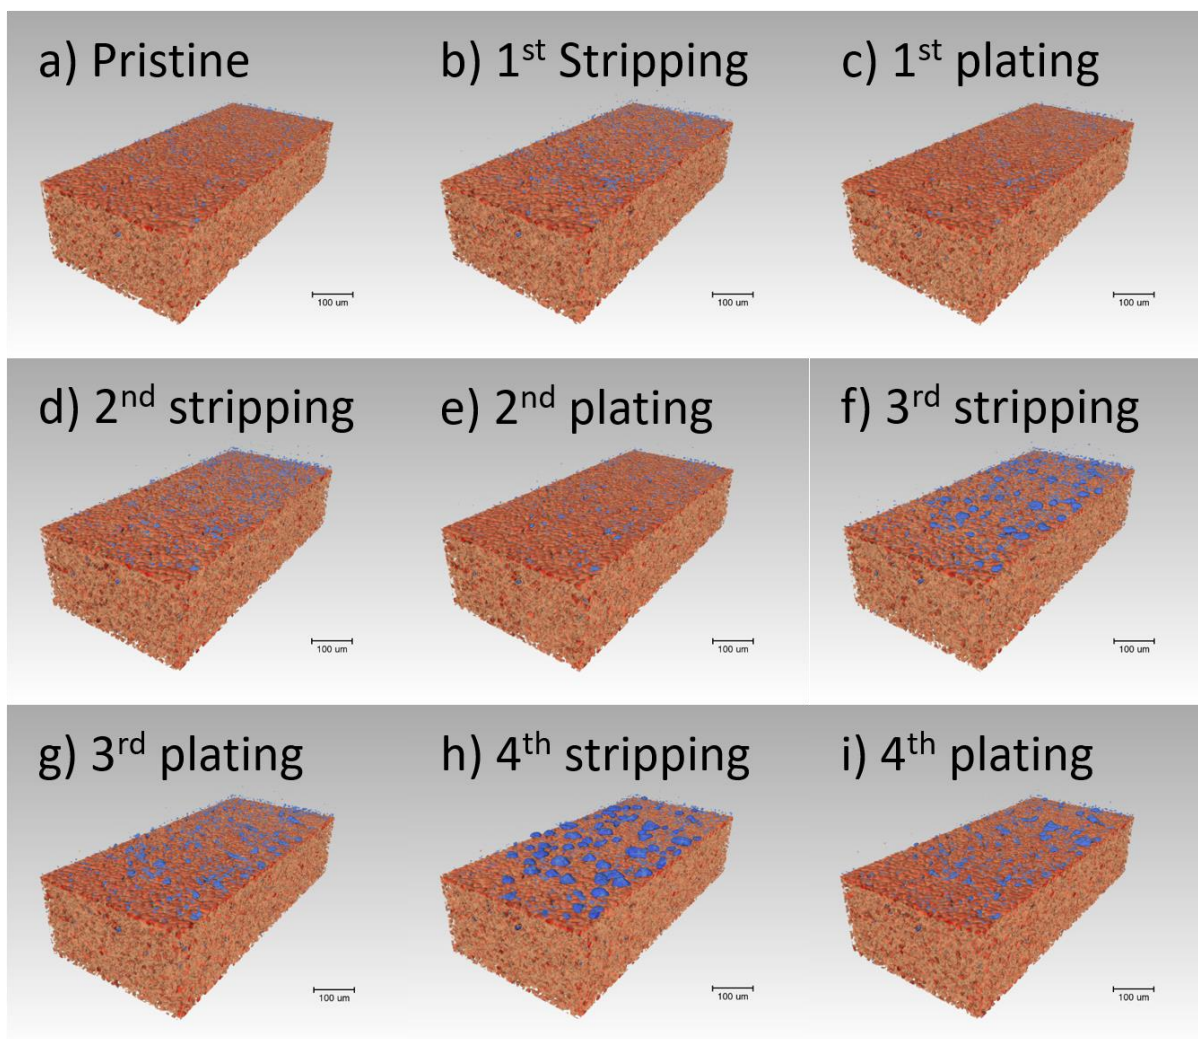 a) Pristine
b) 1st Stripping
c) 1st plating
100 um
100 um
100 um
d) 2nd stripping
e) 2nd plating
f) 3rd stripping
100 um
100 um
100 um
g) 3rd plating
h) 4th stripping
i) 4th plating
100 um
100 um
100 um